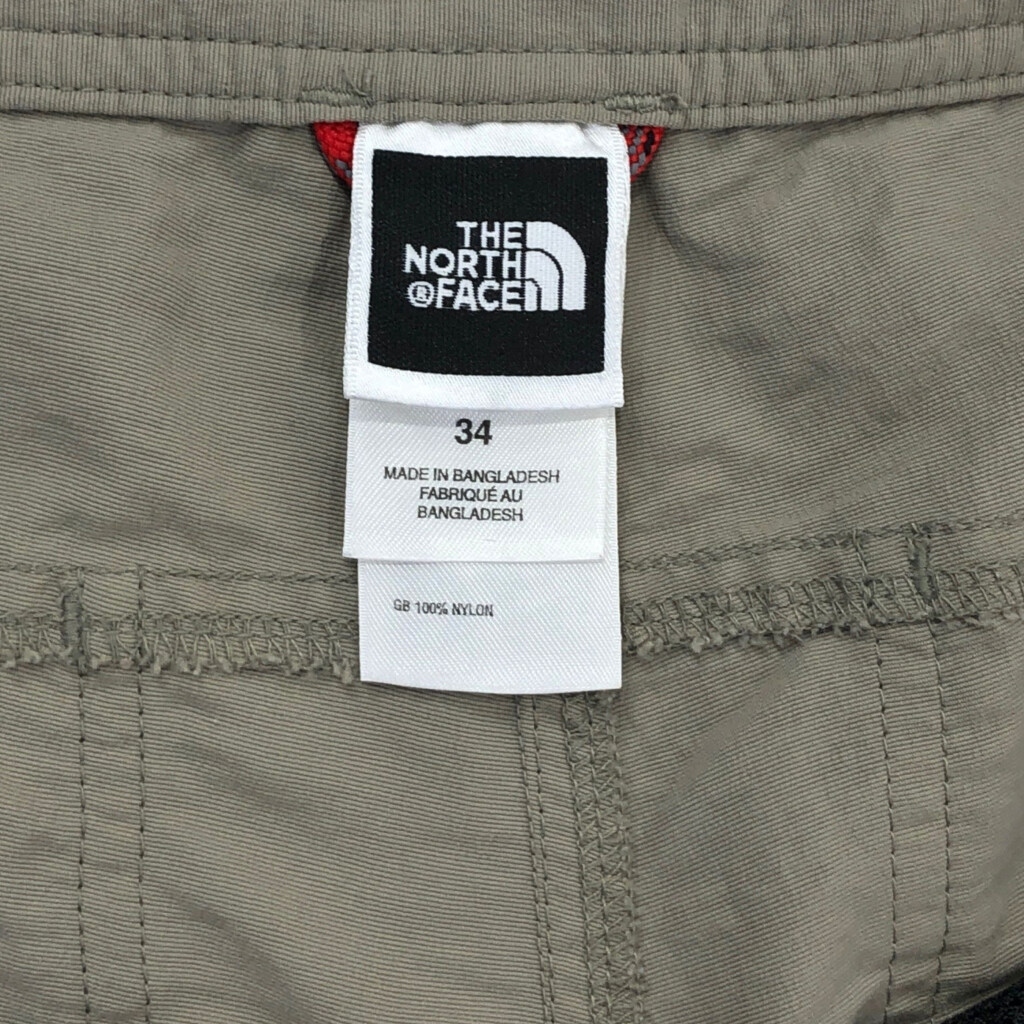 THE
NORTH
®FACE
34
MADE IN BANGLADESH
FABRIQUÉ AU
BANGLADESH
GB 100% NYLON